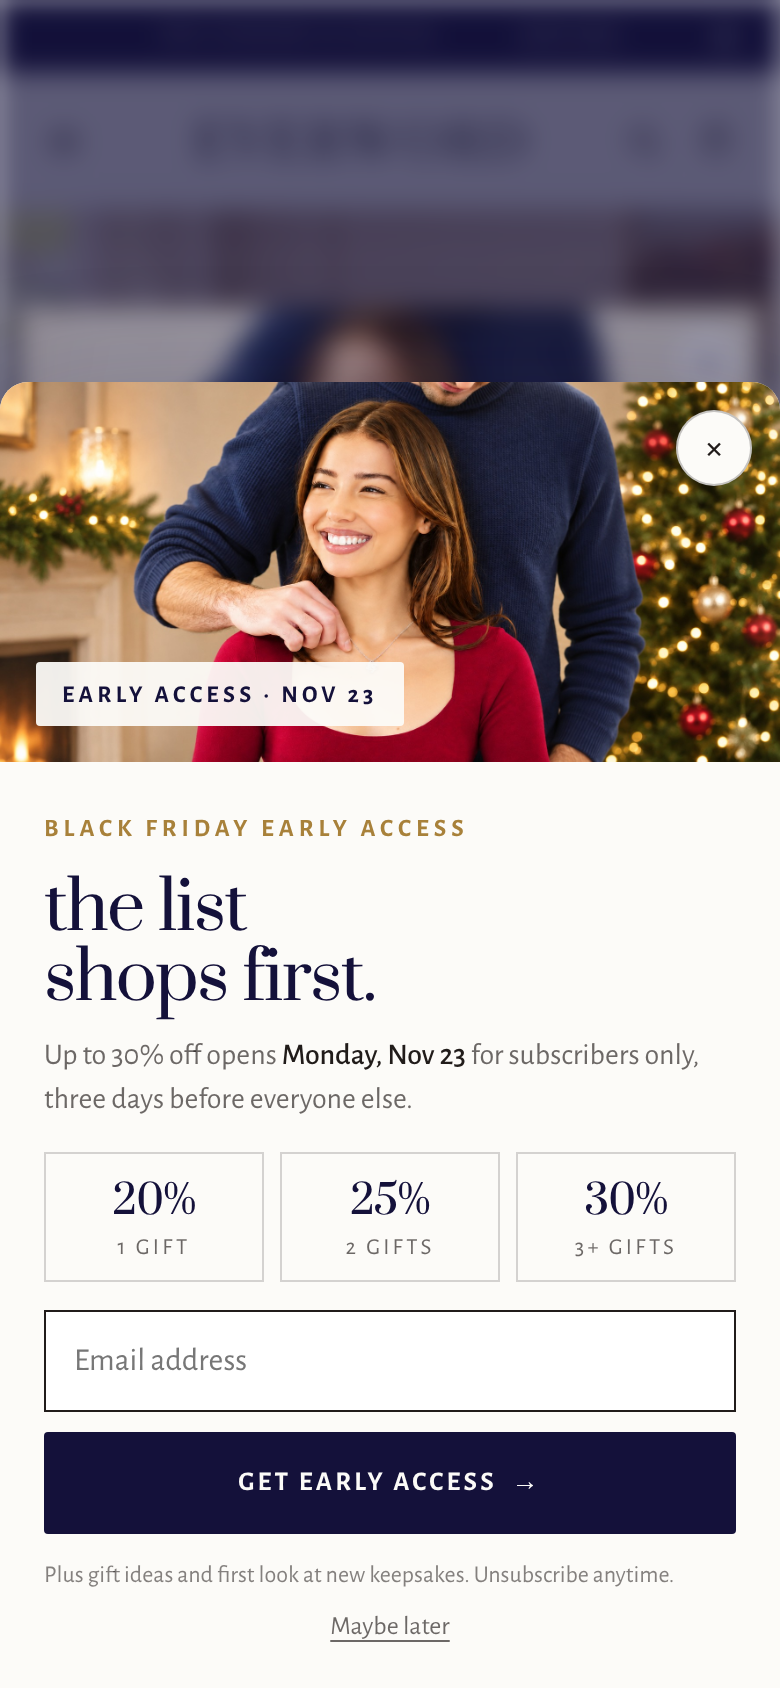 ×
EARLY ACCESS · NOV 23
BLACK FRIDAY EARLY ACCESS
the list
shops first.
Up to 30% off opens Monday, Nov 23 for subscribers only,
three days before everyone else.
20%
1 GIFT
25%
2 GIFTS
30%
3+ GIFTS
Email address
GET EARLY ACCESS →
Plus gift ideas and first look at new keepsakes. Unsubscribe anytime.
Maybe later